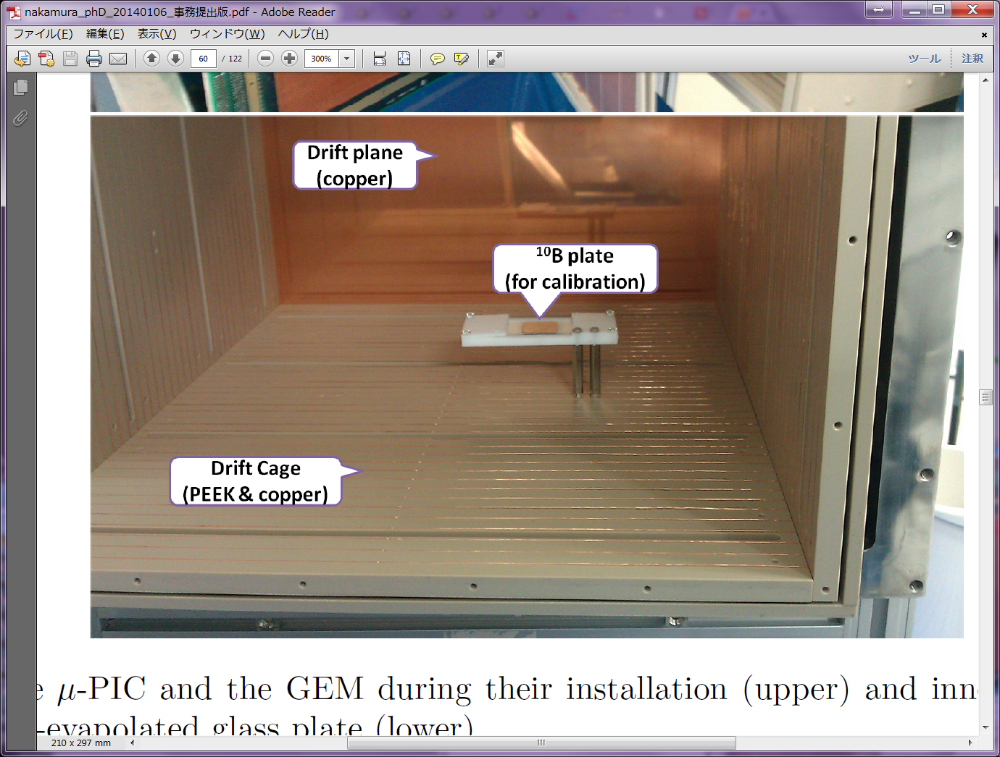 nakamura_phD_20140106_事務提出版.pdf - Adobe Reader
ファイル(F) 編集(E) 表示(V) ウィンドウ(W) ヘルプ(H)
60 / 122 300% ツール 注釈
Drift plane
(copper)
10B plate
(for calibration)
Drift Cage
(PEEK & copper)
e μ-PIC and the GEM during their installation (upper) and inn
-evapolated glass plate (lower)
210 x 297 mm